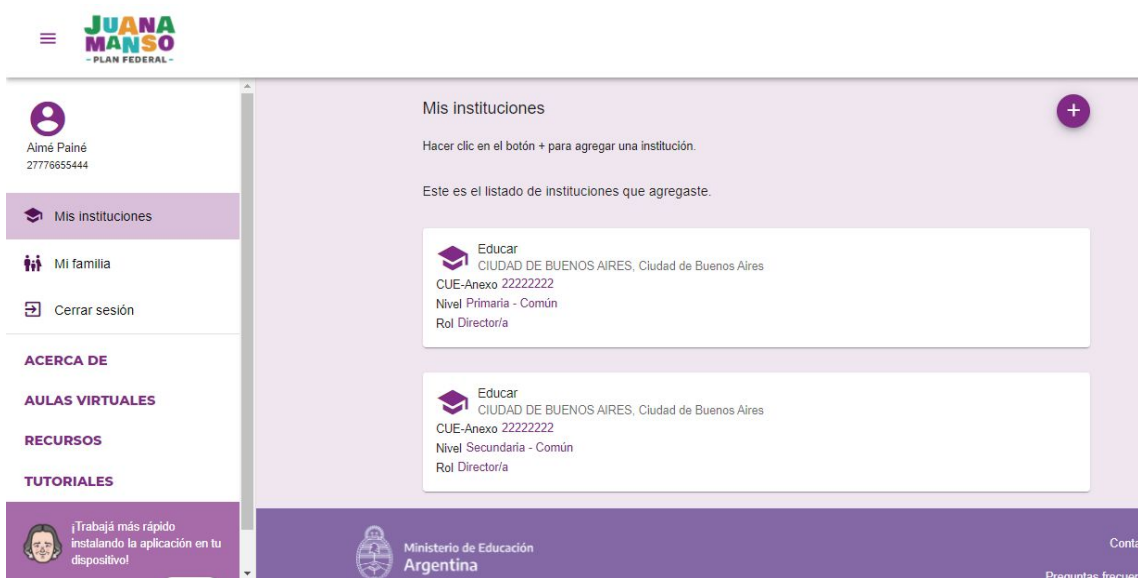 JUANA
MANSO
- PLAN FEDERAL -
Aimé Painé
27776655444
Mis instituciones
Mi familia
Cerrar sesión
ACERCA DE
AULAS VIRTUALES
RECURSOS
TUTORIALES
¡Trabajá más rápido
instalando la aplicación en tu
dispositivo!
Mis instituciones
+
Hacer clic en el botón + para agregar una institución.
Este es el listado de instituciones que agregaste.
Educar
CIUDAD DE BUENOS AIRES, Ciudad de Buenos Aires
CUE-Anexo 22222222
Nivel Primaria - Común
Rol Director/a
Educar
CIUDAD DE BUENOS AIRES, Ciudad de Buenos Aires
CUE-Anexo 22222222
Nivel Secundaria - Común
Rol Director/a
Ministerio de Educación
Argentina
Conta
Preguntas frecuen